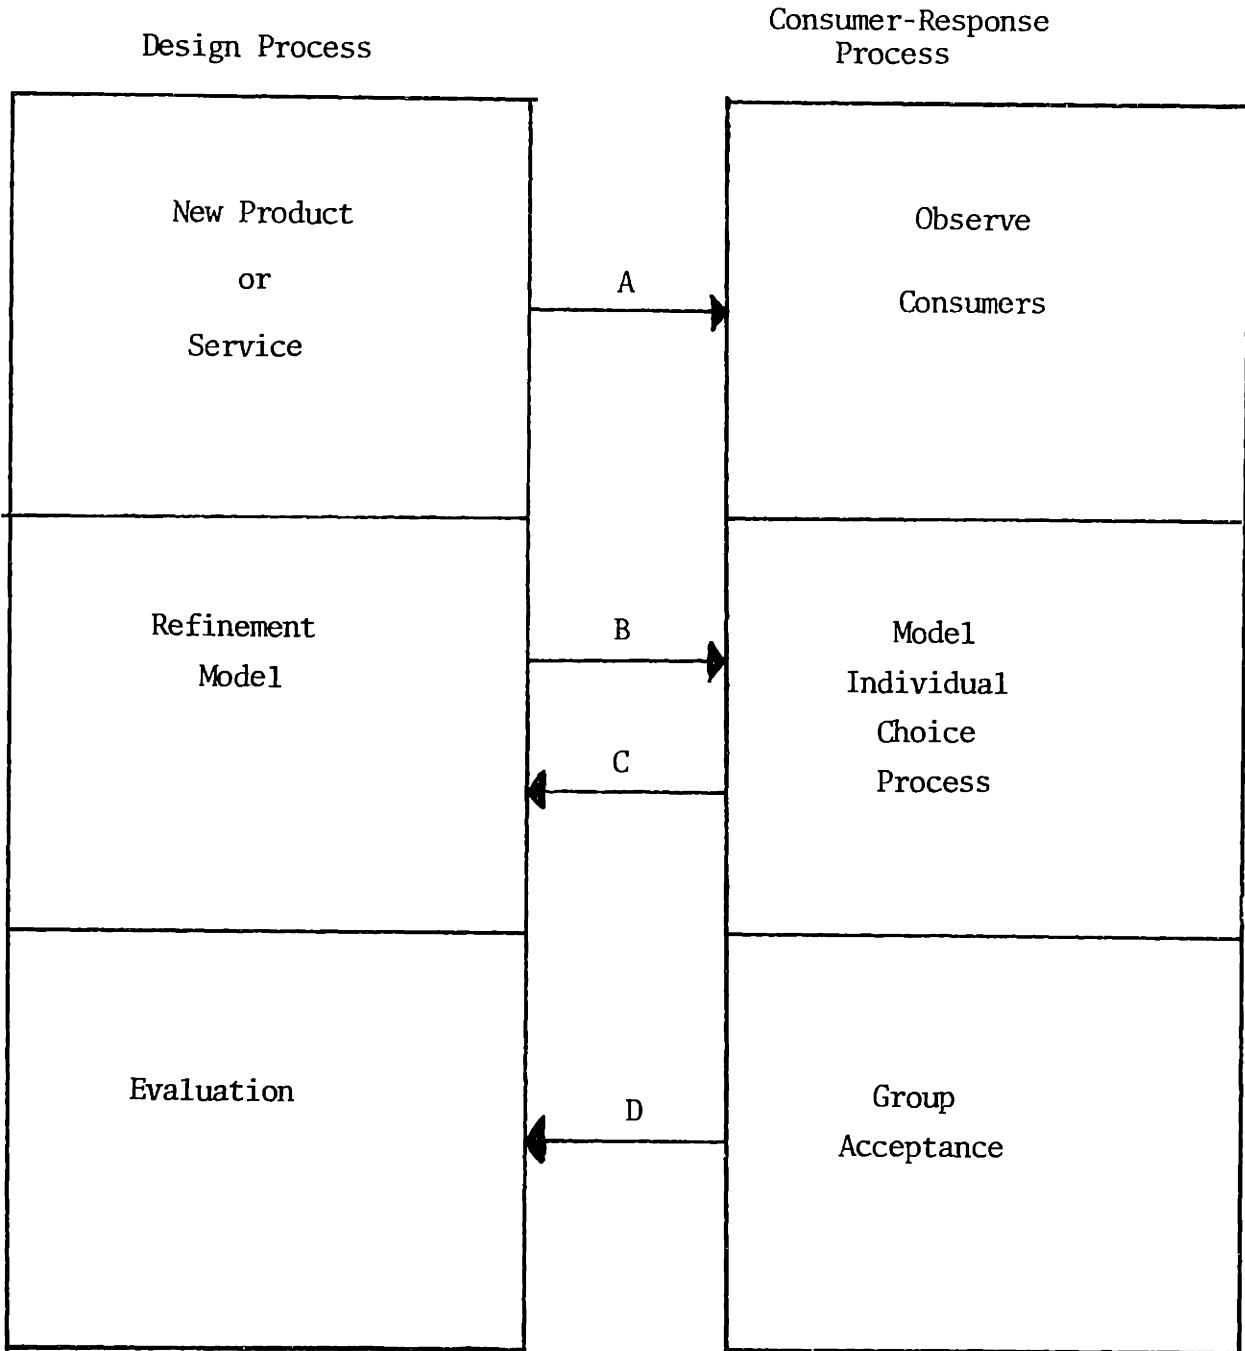 Design Process
Consumer-Response
Process
New Product
or
Service
A
Observe
Consumers
Refinement
Model
B
C
Model
Individual
Choice
Process
Evaluation
D
Group
Acceptance